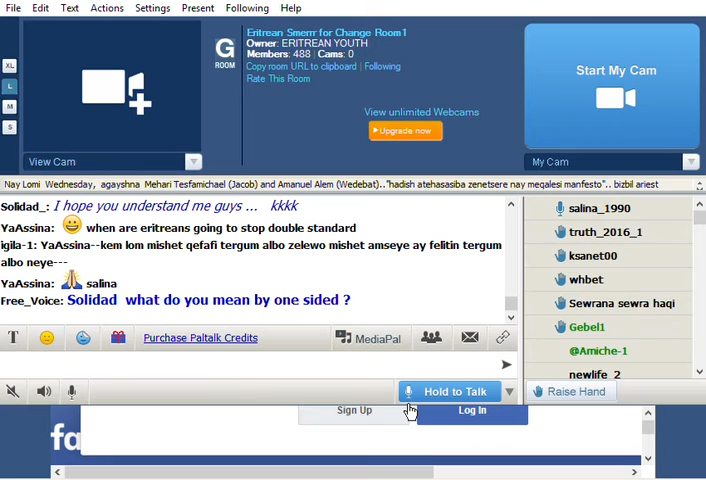 File Edit Text Actions Settings Present Following Help
XL
L
M
S
View Cam
G
ROOM
Eritrean Smerrr for Change Room1
Owner: ERITREAN YOUTH
Members: 488 | Cams: 0
Copy room URL to clipboard | Following
Rate This Room
View unlimited Webcams
Upgrade now
Start My Cam
My Cam
Nay Lomi Wednesday, agayshna Mehari Tesfamichael (Jacob) and Amanuel Alem (Wedebat).."hadish atehasasiba zenetsere nay meqalesi manfesto".. bizbil ariest
Solidad_: I hope you understand me guys ... kkkk
YaAssina: when are eritreans going to stop double standard
igila-1: YaAssina--kem lom mishet qefafi tergum albo zelewo mishet amseye ay felitin tergum
albo neye---
YaAssina: salina
Free_Voice: Solidad what do you mean by one sided ?
T
Purchase Paltalk Credits
MediaPal
Hold to Talk
salina_1990
truth_2016_1
ksanet00
whbet
Sewrana sewra haqi
Gebel1
@Amiche-1
newlife_2
Raise Hand
fa
Sign Up
Log In